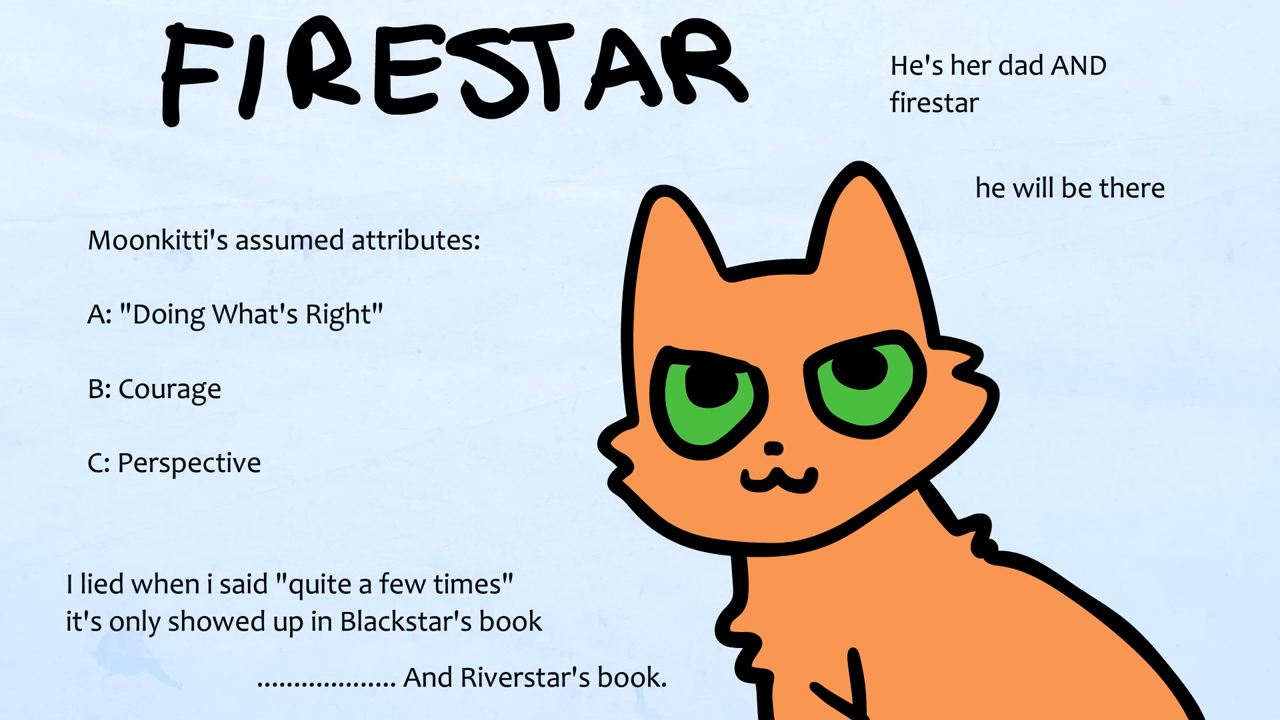 FIRESTAR
He's her dad AND
firestar
he will be there
Moonkitti's assumed attributes:
A: "Doing What's Right"
B: Courage
C: Perspective
I lied when i said "quite a few times"
it's only showed up in Blackstar's book
................... And Riverstar's book.